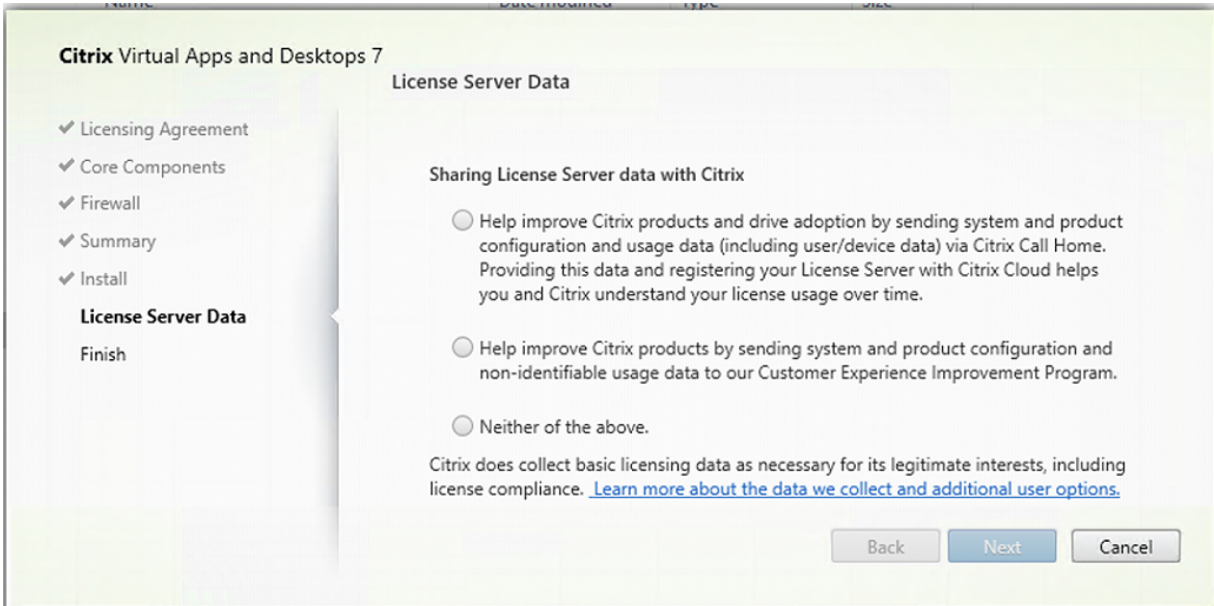 Name Date modified Type Size
Citrix Virtual Apps and Desktops 7
License Server Data
Licensing Agreement
Core Components
Firewall
Summary
Install
License Server Data
Finish
Sharing License Server data with Citrix
Help improve Citrix products and drive adoption by sending system and product
configuration and usage data (including user/device data) via Citrix Call Home.
Providing this data and registering your License Server with Citrix Cloud helps
you and Citrix understand your license usage over time.
Help improve Citrix products by sending system and product configuration and
non-identifiable usage data to our Customer Experience Improvement Program.
Neither of the above.
Citrix does collect basic licensing data as necessary for its legitimate interests, including
license compliance. Learn more about the data we collect and additional user options.
Back Next Cancel